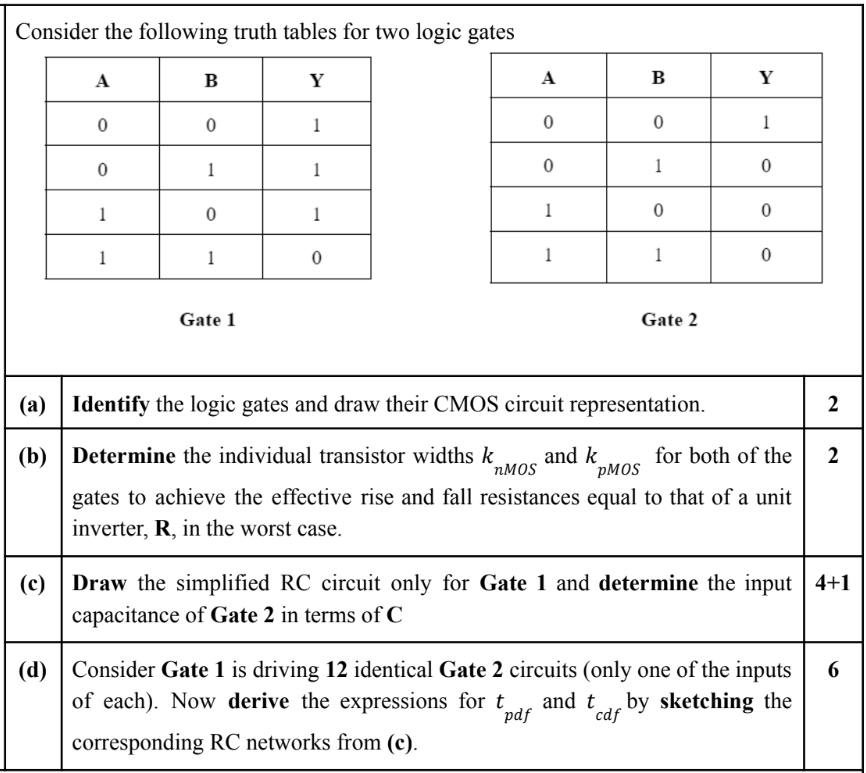 Consider the following truth tables for two logic gates
A B Y
0 0 1
0 1 1
1 0 1
1 1 0
Gate 1
A B Y
0 0 1
0 1 0
1 0 0
1 1 0
Gate 2
(a) Identify the logic gates and draw their CMOS circuit representation. 2
(b) Determine the individual transistor widths k_nMOS and k_pMOS for both of the 2
gates to achieve the effective rise and fall resistances equal to that of a unit
inverter, R, in the worst case.
(c) Draw the simplified RC circuit only for Gate 1 and determine the input 4+1
capacitance of Gate 2 in terms of C
(d) Consider Gate 1 is driving 12 identical Gate 2 circuits (only one of the inputs 6
of each). Now derive the expressions for t_pdf and t_cdf by sketching the
corresponding RC networks from (c).